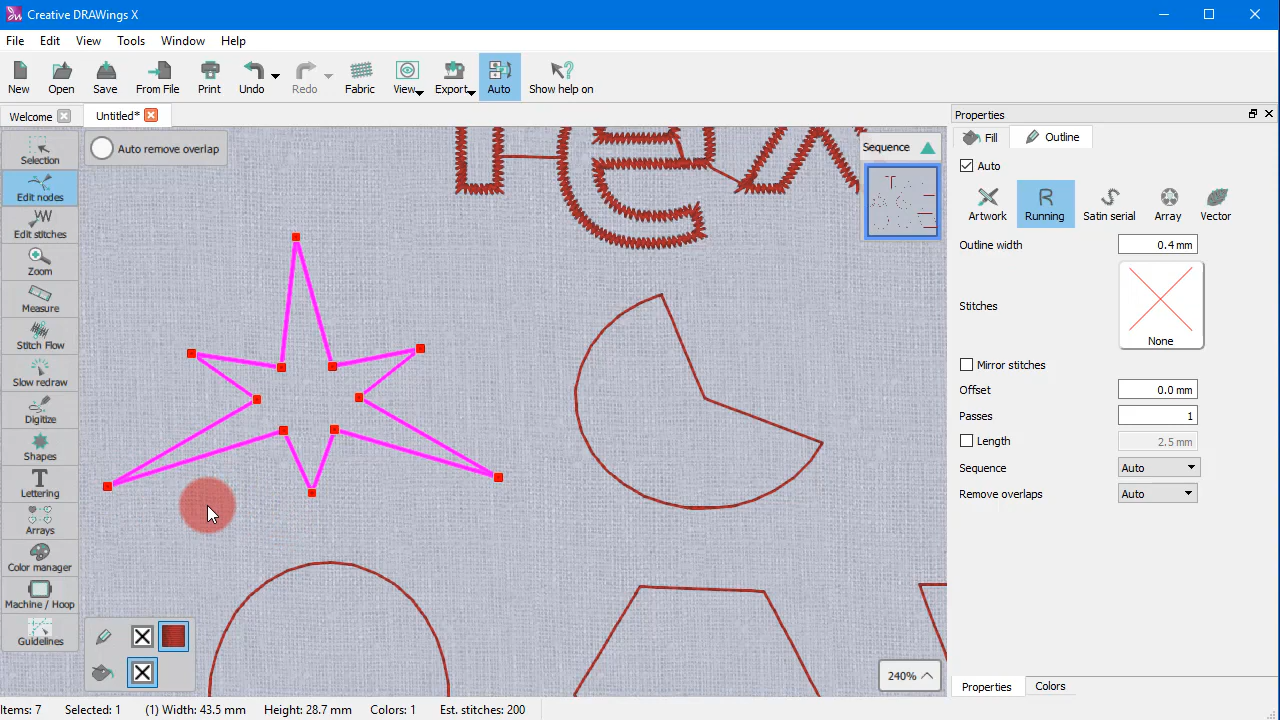 Creative DRAWings X
File Edit View Tools Window Help
New Open Save From File Print Undo Redo Fabric View Export Auto Show help on
Welcome Untitled*
Selection
Edit nodes
Edit stitches
Zoom
Measure
Stitch Flow
Slow redraw
Digitize
Shapes
Lettering
Arrays
Color manager
Machine / Hoop
Guidelines
Auto remove overlap
Sequence
240%
Properties
Fill Outline
Auto
Artwork Running Satin serial Array Vector
Outline width 0.4 mm
Stitches
None
Mirror stitches
Offset 0.0 mm
Passes 1
Length 2.5 mm
Sequence Auto
Remove overlaps Auto
Properties Colors
Items: 7 Selected: 1 (1) Width: 43.5 mm Height: 28.7 mm Colors: 1 Est. stitches: 200